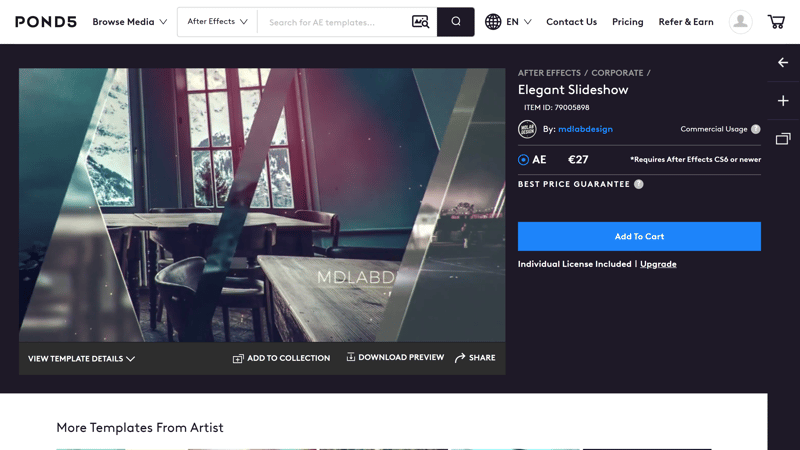 POND5
Browse Media
After Effects
Search for AE templates...
EN
Contact Us
Pricing
Refer & Earn
AFTER EFFECTS / CORPORATE /
Elegant Slideshow
ITEM ID: 79005898
MDLAB DESIGN
By: mdlabdesign
Commercial Usage ?
AE
€27
*Requires After Effects CS6 or newer
BEST PRICE GUARANTEE ?
Add To Cart
Individual License Included | Upgrade
MDLABD
VIEW TEMPLATE DETAILS
ADD TO COLLECTION
DOWNLOAD PREVIEW
SHARE
More Templates From Artist